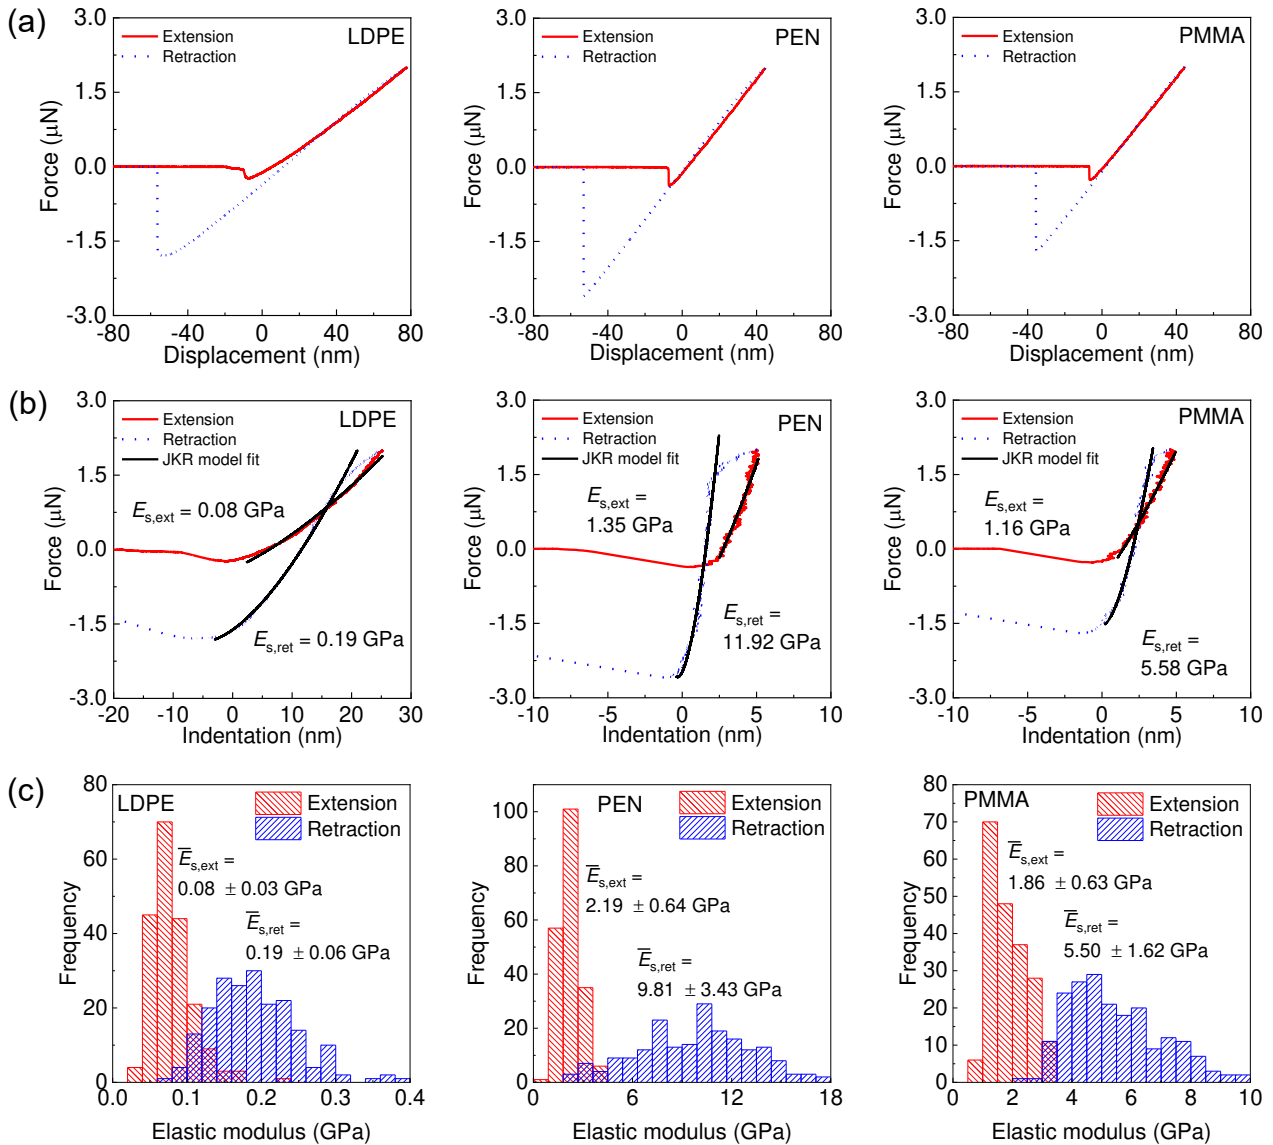 (a)
Extension
Retraction
LDPE
3.0
1.5
0.0
-1.5
-3.0
Force (µN)
-80
-40
0
40
80
Displacement (nm)
Extension
Retraction
PEN
3.0
1.5
0.0
-1.5
-3.0
Force (µN)
-80
-40
0
40
80
Displacement (nm)
Extension
Retraction
PMMA
3.0
1.5
0.0
-1.5
-3.0
Force (µN)
-80
-40
0
40
80
Displacement (nm)
(b)
Extension
Retraction
JKR model fit
LDPE
Es,ext = 0.08 GPa
Es,ret = 0.19 GPa
3.0
1.5
0.0
-1.5
-3.0
Force (µN)
-20
-10
0
10
20
30
Indentation (nm)
Extension
Retraction
JKR model fit
PEN
Es,ext =
1.35 GPa
Es,ret =
11.92 GPa
3.0
1.5
0.0
-1.5
-3.0
Force (µN)
-10
-5
0
5
10
Indentation (nm)
Extension
Retraction
JKR model fit
PMMA
Es,ext =
1.16 GPa
Es,ret =
5.58 GPa
3.0
1.5
0.0
-1.5
-3.0
Force (µN)
-10
-5
0
5
10
Indentation (nm)
(c)
LDPE
Extension
Retraction
E̅s,ext =
0.08 ± 0.03 GPa
E̅s,ret =
0.19 ± 0.06 GPa
80
60
40
20
0
Frequency
0.0
0.1
0.2
0.3
0.4
Elastic modulus (GPa)
PEN
Extension
Retraction
E̅s,ext =
2.19 ± 0.64 GPa
E̅s,ret =
9.81 ± 3.43 GPa
100
80
60
40
20
0
Frequency
0
6
12
18
Elastic modulus (GPa)
PMMA
Extension
Retraction
E̅s,ext =
1.86 ± 0.63 GPa
E̅s,ret =
5.50 ± 1.62 GPa
80
70
60
50
40
30
20
10
0
Frequency
0
2
4
6
8
10
Elastic modulus (GPa)